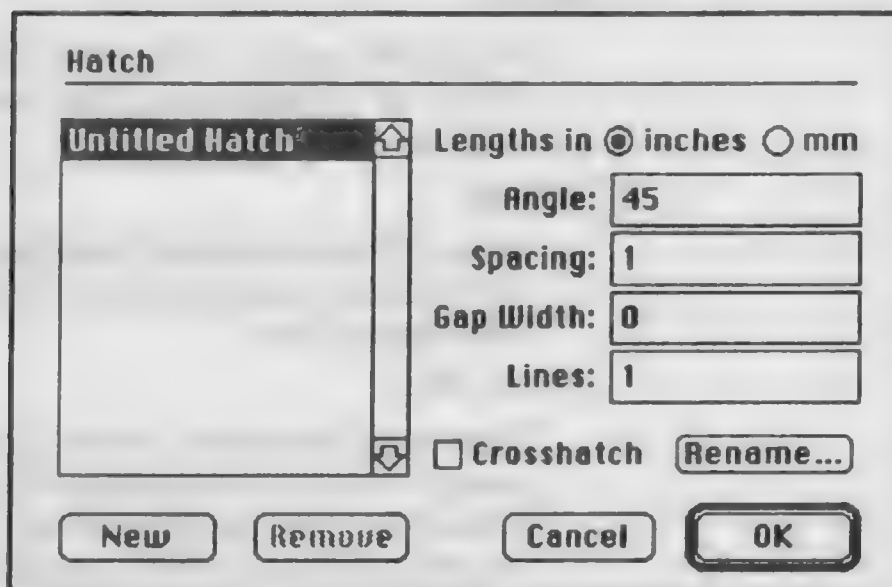 Hatch
Untitled Hatch
Lengths in inches mm
Angle: 45
Spacing: 1
Gap Width: 0
Lines: 1
Crosshatch Rename...
New Remove Cancel OK